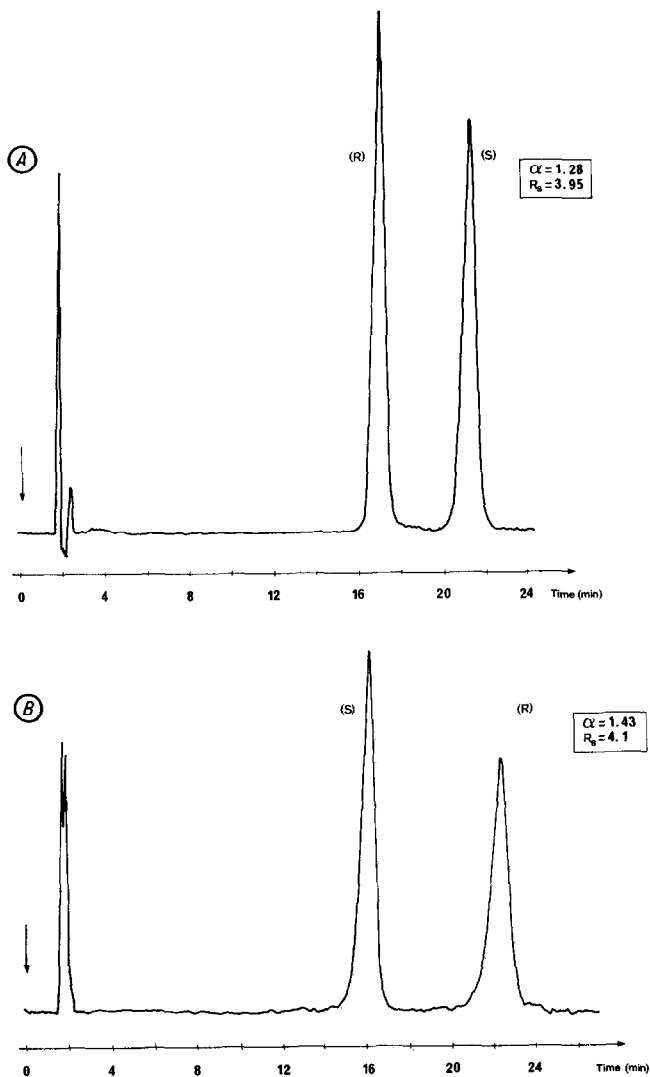 A
(R)
(S)
α = 1.28
Rs = 3.95
0 4 8 12 16 20 24 Time (min)
B
(S)
(R)
α = 1.43
Rs = 4.1
0 4 8 12 16 20 24 Time (min)